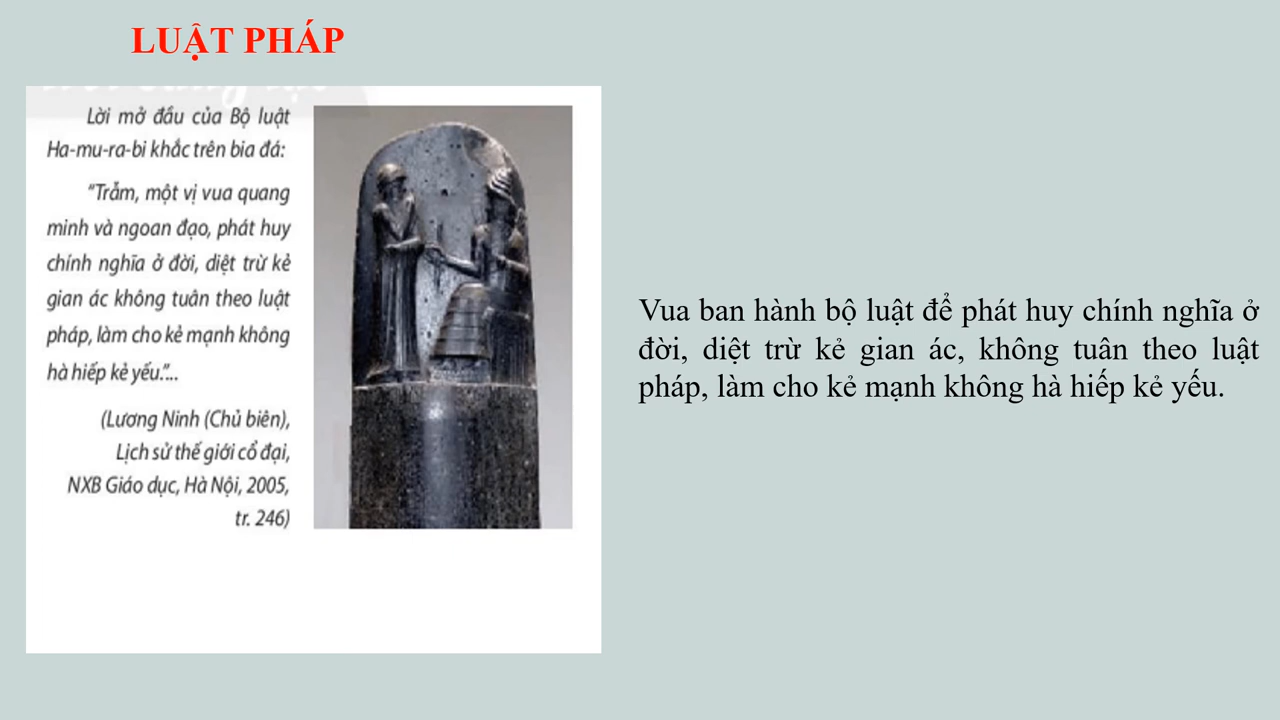 LUẬT PHÁP
Lời mở đầu của Bộ luật
Ha-mu-ra-bi khắc trên bia đá:
“Trẫm, một vị vua quang
minh và ngoan đạo, phát huy
chính nghĩa ở đời, diệt trừ kẻ
gian ác không tuân theo luật
pháp, làm cho kẻ mạnh không
hà hiếp kẻ yếu.”...
(Lương Ninh (Chủ biên),
Lịch sử thế giới cổ đại,
NXB Giáo dục, Hà Nội, 2005,
tr. 246)
Vua ban hành bộ luật để phát huy chính nghĩa ở
đời, diệt trừ kẻ gian ác, không tuân theo luật
pháp, làm cho kẻ mạnh không hà hiếp kẻ yếu.